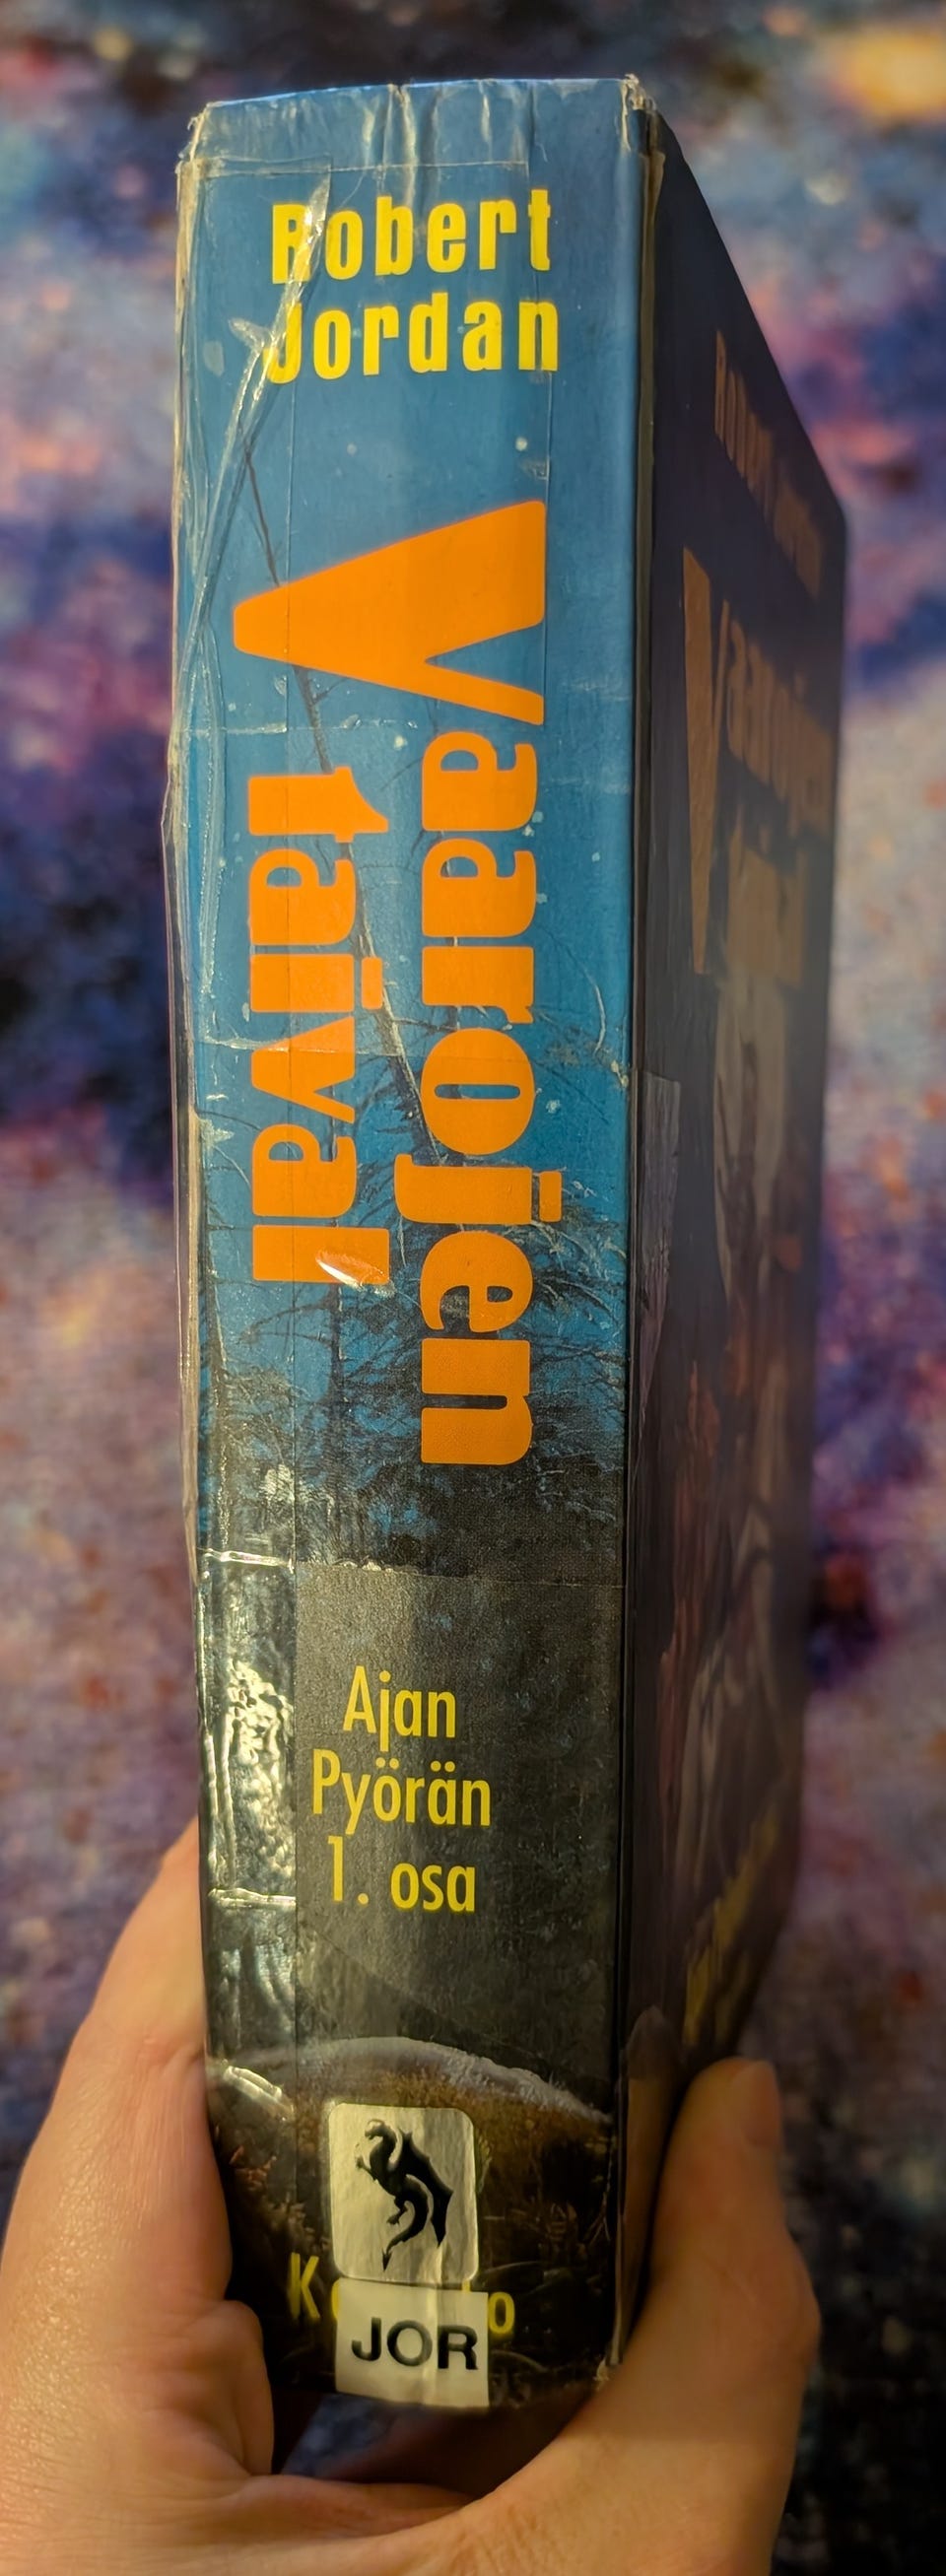 Robert
Jordan
Vaarojen
taival
Ajan
Pyörän
1. osa
JOR